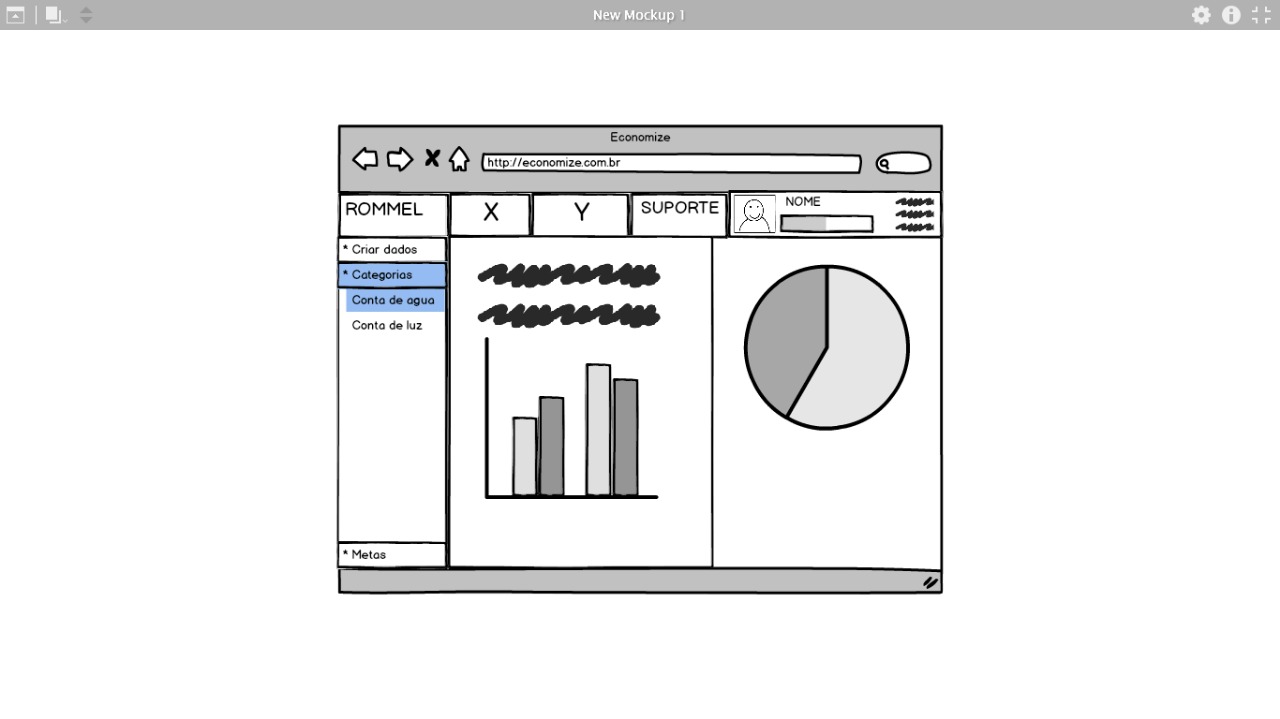 New Mockup 1
Economize
http://economize.com.br
ROMMEL
X
Y
SUPORTE
NOME
* Criar dados
* Categorias
Conta de agua
Conta de luz
* Metas